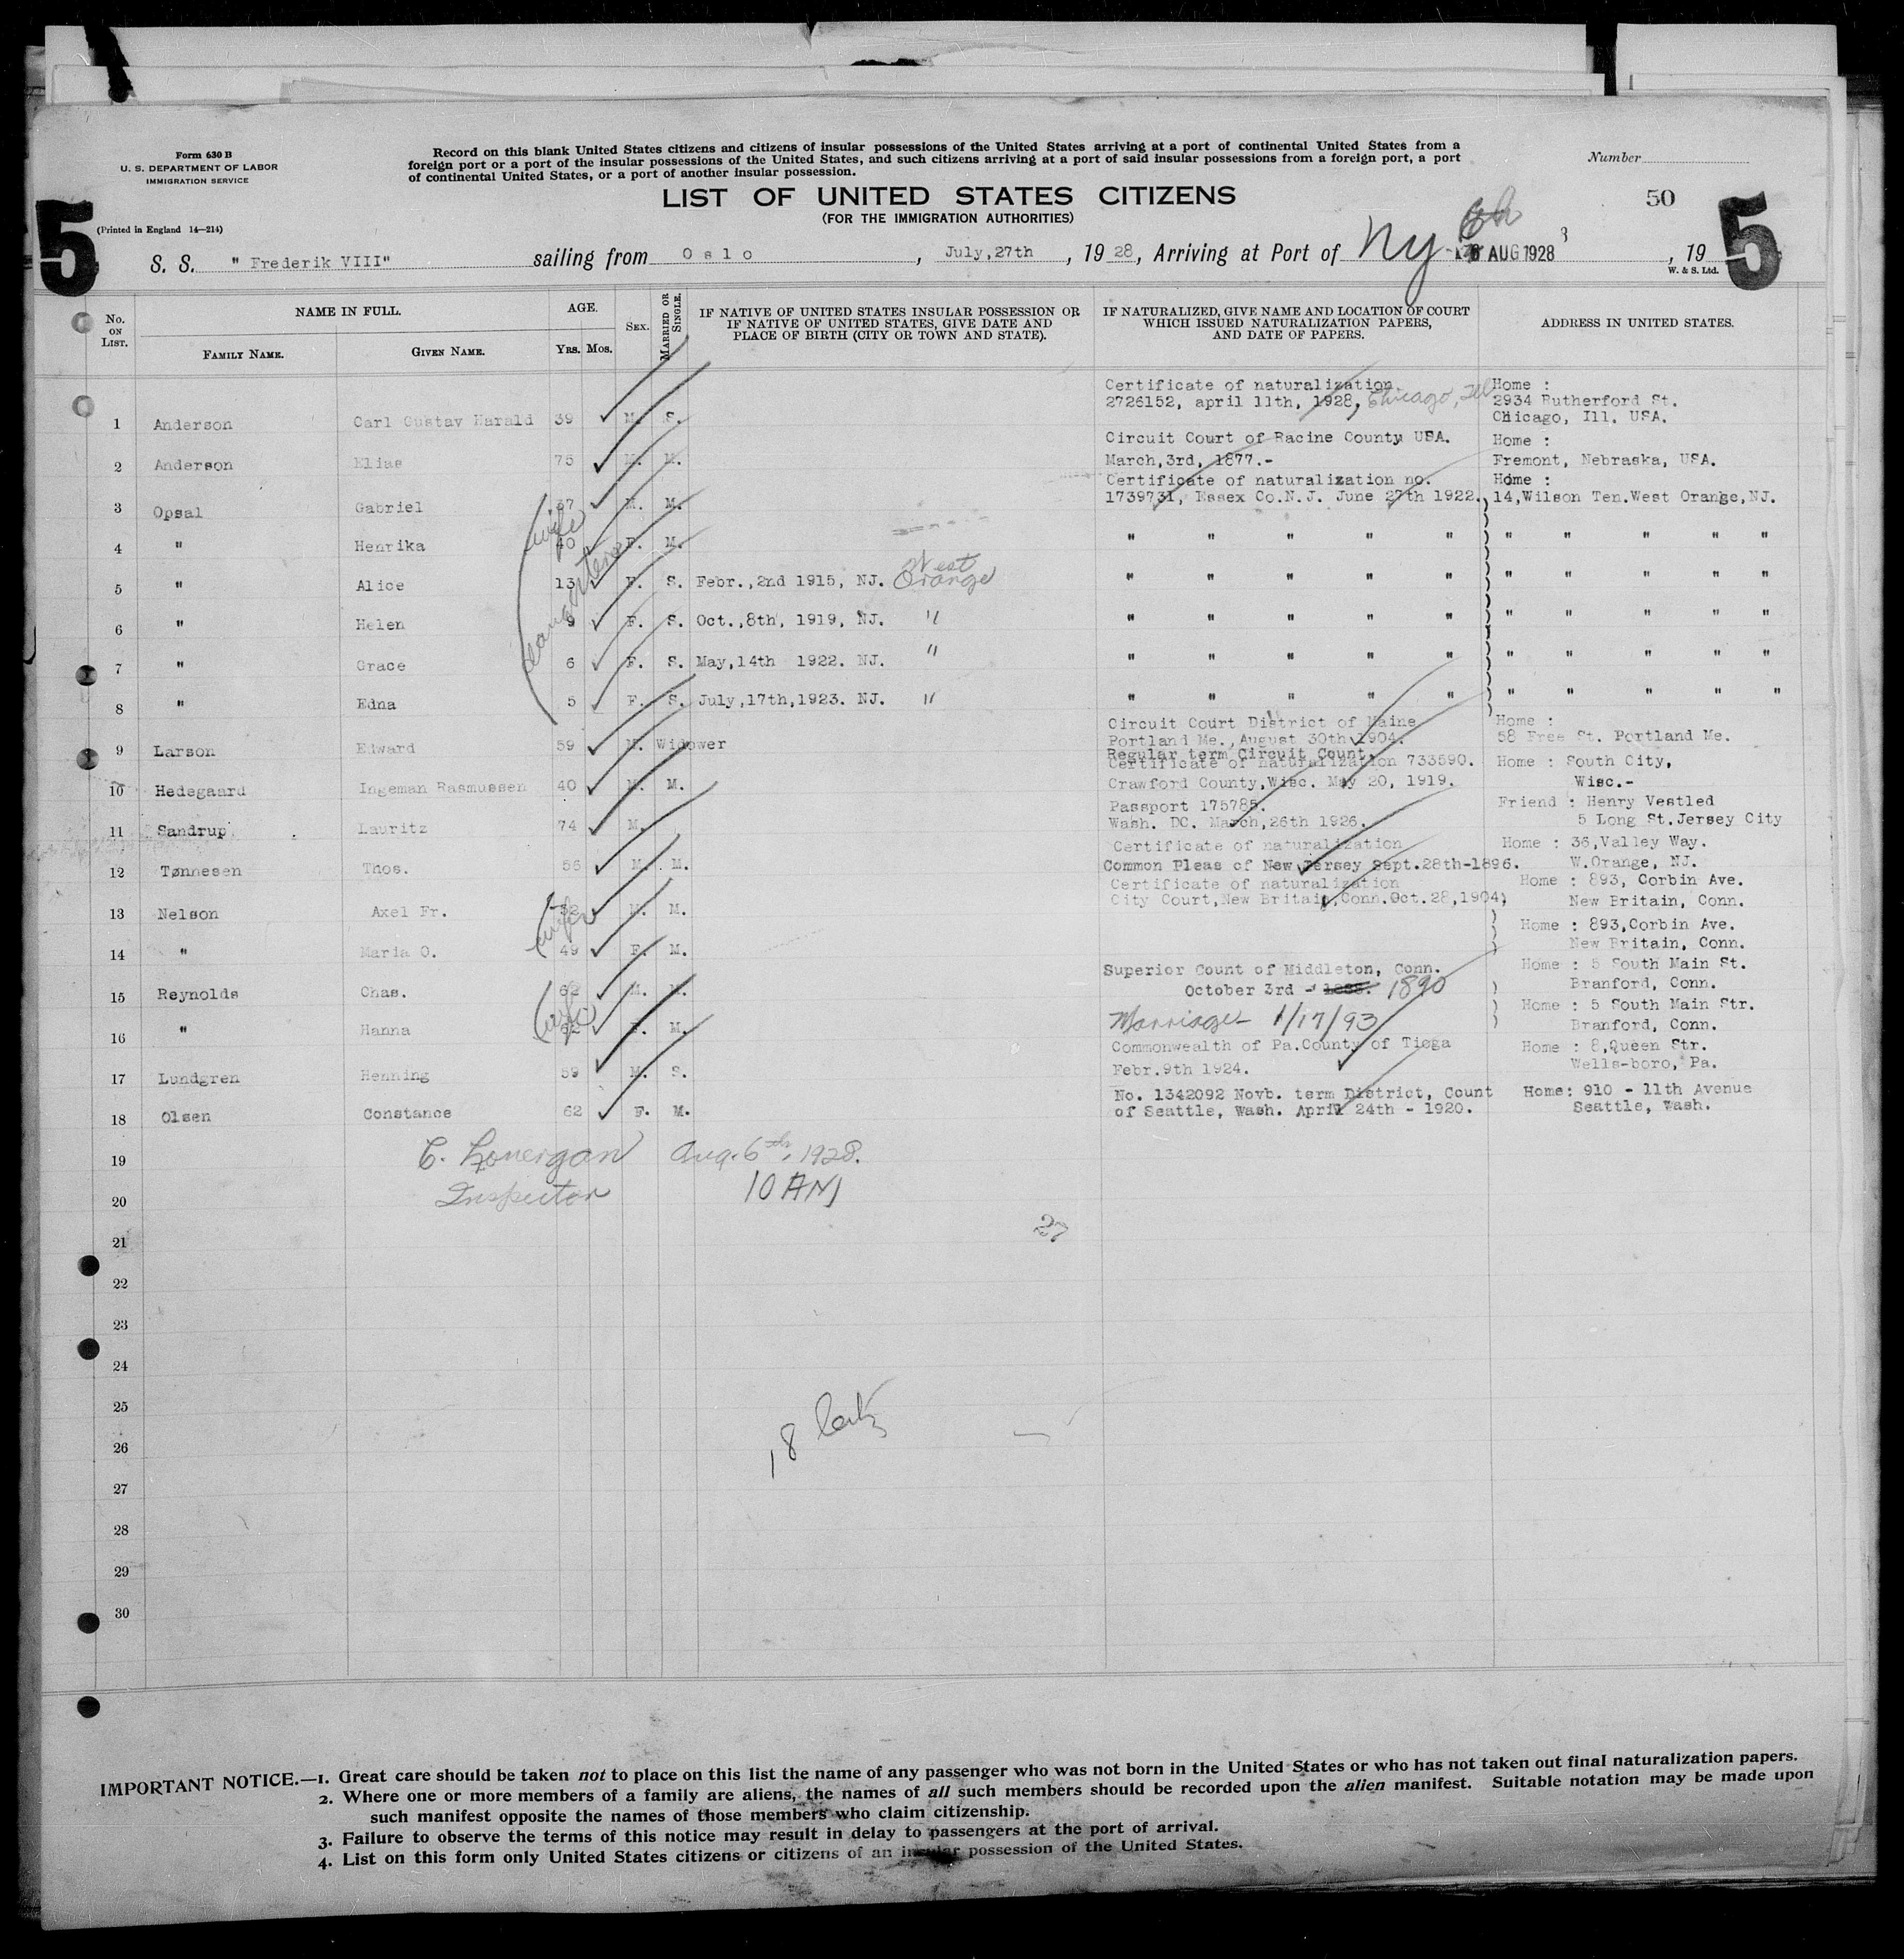 Form 630 B
U. S. DEPARTMENT OF LABOR
IMMIGRATION SERVICE
(Printed in England 14—214)
Record on this blank United States citizens and citizens of insular possessions of the United States arriving at a port of continental United States from a
foreign port or a port of the insular possessions of the United States, and such citizens arriving at a port of said insular possessions from a foreign port, a port
of continental United States, or a port of another insular possession.
Number
LIST OF UNITED STATES CITIZENS
(FOR THE IMMIGRATION AUTHORITIES)
50
5
5
S. S. "Frederik VIII" sailing from Oslo, July,27th, 1928, Arriving at Port of Ny 6th 6 AUG 1928, 19
W. & S. Ltd.
No. ON LIST.
NAME IN FULL.
FAMILY NAME.
GIVEN NAME.
AGE.
YRS. MOS.
SEX.
MARRIED OR SINGLE.
IF NATIVE OF UNITED STATES INSULAR POSSESSION OR
IF NATIVE OF UNITED STATES, GIVE DATE AND
PLACE OF BIRTH (CITY OR TOWN AND STATE).
IF NATURALIZED, GIVE NAME AND LOCATION OF COURT
WHICH ISSUED NATURALIZATION PAPERS,
AND DATE OF PAPERS.
ADDRESS IN UNITED STATES.
Certificate of naturalization Home :
2726152, april 11th, 1928, Chicago, Ill 2934 Rutherford St.
1 Anderson Carl Gustav Harald 39 M. S. Chicago, Ill. USA.
Circuit Court of Racine County USA. Home :
2 Anderson Elias 75 M. M. March,3rd, 1877.- Fremont, Nebraska, USA.
Certificate of naturalization no. Home :
3 Opsal Gabriel 37 M. M. 1739731, Essex Co.N.J. June 27th 1922. 14,Wilson Ten.West Orange,NJ.
4 " Henrika wife 40 F. M. " " " " " " " " " "
daughters
5 " Alice 13 F. S. Febr.,2nd 1915, NJ. West Orange " " " " " " " " " "
6 " Helen 9 F. S. Oct.,8th, 1919, NJ. " " " " " " " " " " "
7 " Grace 6 F. S. May,14th 1922. NJ. " " " " " " " " " " "
8 " Edna 5 F. S. July,17th,1923. NJ. " " " " " " " " " " "
Circuit Court District of Maine Home :
9 Larson Edward 59 M. Widower Portland Me.,August 30th 1904. 58 Free St. Portland Me.
Regular term Circuit Count.
Certificate of naturalization 733590. Home : South City,
10 Hedegaard Ingeman Rasmussen 40 M. M. Crawford County,Wisc. May 20, 1919. Wisc.-
Passport 175785. Friend : Henry Vestled
11 Sandrup Lauritz 74 M. Wash. DC. March,26th 1926. 5 Long St.Jersey City
Certificate of naturalization Home : 36,Valley Way.
12 Tønnesen Thos. 56 M. M. Common Pleas of New Jersey Sept.28th-1896. W.Orange, NJ.
Certificate of naturalization Home : 893, Corbin Ave.
13 Nelson Axel Fr. 52 M. M. City Court,New Britain,Conn.Oct.28,1904) New Britain, Conn.
Home : 893,Corbin Ave.
14 " Maria O. wife 49 F. M. New Britain, Conn.
Superior Count of Middleton, Conn. Home : 5 South Main St.
15 Reynolds Chas. 62 M. M. October 3rd - 1890 Branford, Conn.
Home : 5 South Main Str.
16 " Hanna wife 62 F. M. Marriage 1/17/93 Branford, Conn.
Commonwealth of Pa.County of Tioga Home : 8,Queen Str.
17 Lundgren Henning 59 M. S. Febr.9th 1924. Wells-boro, Pa.
No. 1342092 Novb. term District, Count Home: 910 - 11th Avenue
18 Olsen Constance 62 F. M. of Seattle, Wash. April 24th - 1920. Seattle, Wash.
19 C. Lonergan Aug. 6th, 1928.
20 Inspector 10 AM
21 27
22
23
24
25
26 18
27
28
29
30
IMPORTANT NOTICE.—1. Great care should be taken not to place on this list the name of any passenger who was not born in the United States or who has not taken out final naturalization papers.
2. Where one or more members of a family are aliens, the names of all such members should be recorded upon the alien manifest. Suitable notation may be made upon
such manifest opposite the names of those members who claim citizenship.
3. Failure to observe the terms of this notice may result in delay to passengers at the port of arrival.
4. List on this form only United States citizens or citizens of an insular possession of the United States.